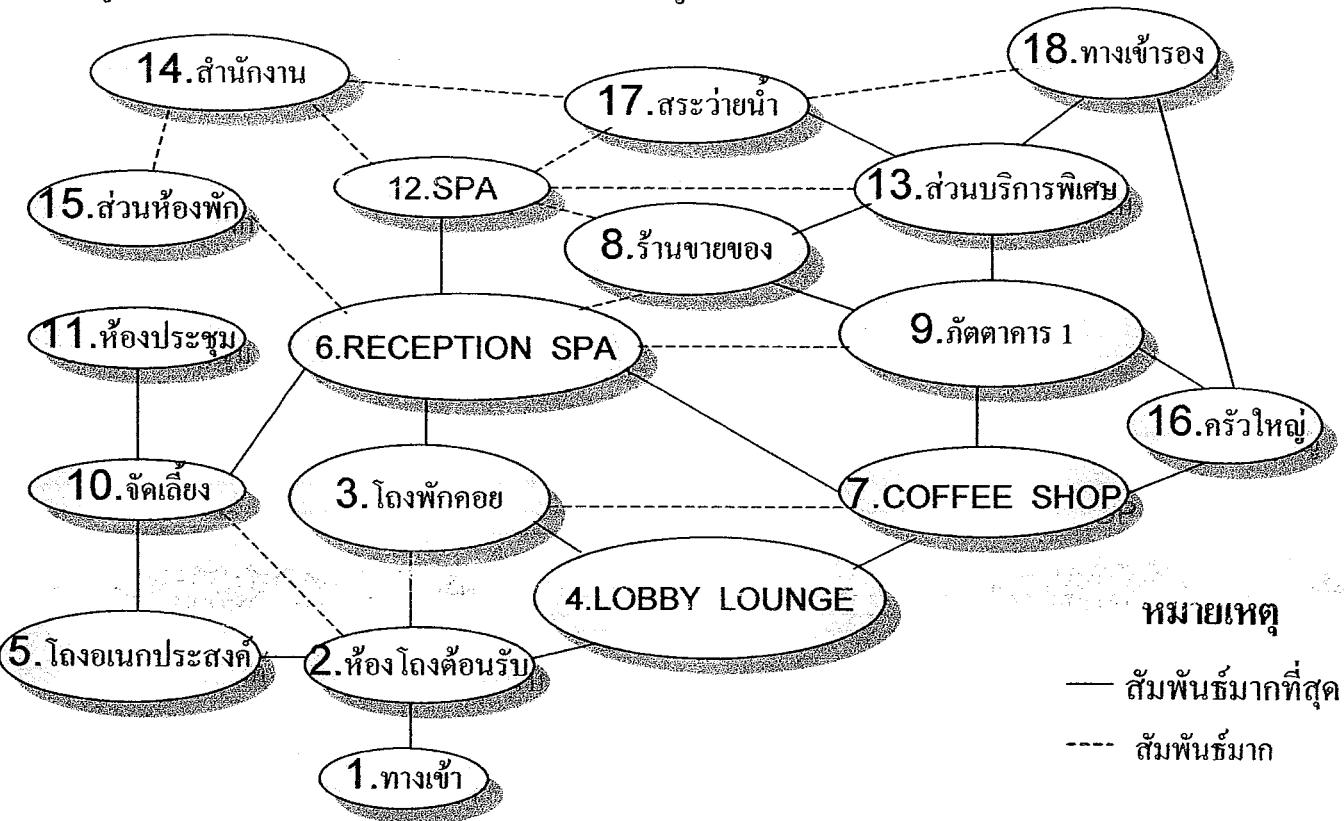 14.สำนักงาน
18.ทางเข้ารอง
17.สระว่ายน้ำ
15.ส่วนห้องพัก
12.SPA
13.ส่วนบริการพิเศษ
8.ร้านขายของ
11.ห้องประชุม
6.RECEPTION SPA
9.ภัตตาคาร 1
16.ครัวใหญ่
10.จัดเลี้ยง
3.โถงพักคอย
7.COFFEE SHOP
4.LOBBY LOUNGE
5.โถงอเนกประสงค์
2.ห้องโถงต้อนรับ
1.ทางเข้า
หมายเหตุ
สัมพันธ์มากที่สุด
สัมพันธ์มาก